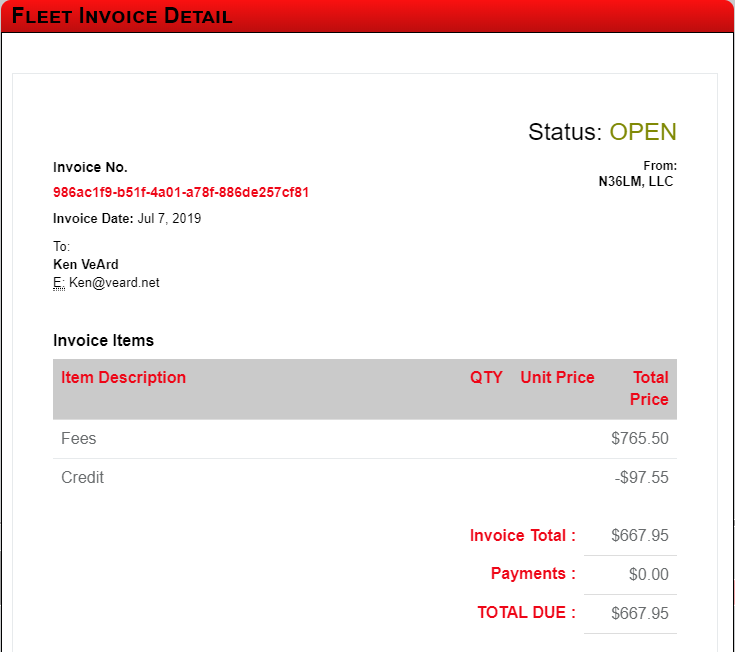 Fleet Invoice Detail
Status: OPEN
Invoice No.
986ac1f9-b51f-4a01-a78f-886de257cf81
Invoice Date: Jul 7, 2019
From:
N36LM, LLC
To:
Ken VeArd
E: Ken@veard.net
Invoice Items
Item Description QTY Unit Price Total
Price
Fees $765.50
Credit -$97.55
Invoice Total : $667.95
Payments : $0.00
TOTAL DUE : $667.95